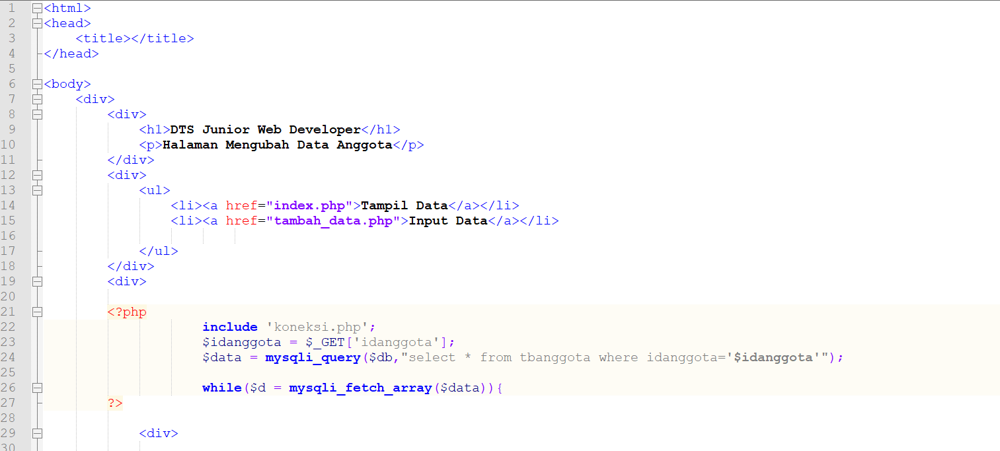 1 <html>
2 <head>
3 <title></title>
4 </head>
5
6 <body>
7 <div>
8 <div>
9 <h1>DTS Junior Web Developer</h1>
10 <p>Halaman Mengubah Data Anggota</p>
11 </div>
12 <div>
13 <ul>
14 <li><a href="index.php">Tampil Data</a></li>
15 <li><a href="tambah_data.php">Input Data</a></li>
16
17 </ul>
18 </div>
19 <div>
20
21 <?php
22 include 'koneksi.php';
23 $idanggota = $_GET['idanggota'];
24 $data = mysqli_query($db,"select * from tbanggota where idanggota='$idanggota'");
25
26 while($d = mysqli_fetch_array($data)){
27 ?>
28
29 <div>
30